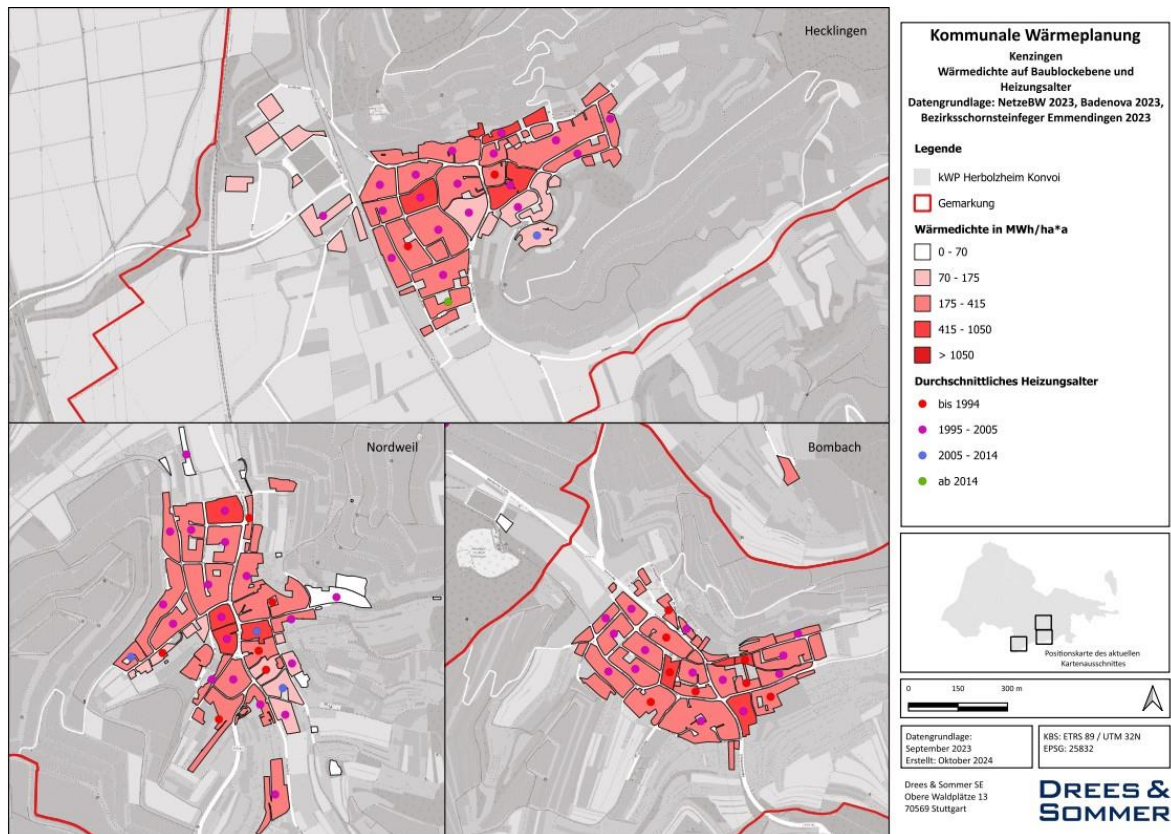 Hecklingen
Nordweil
Bombach
Kommunale Wärmeplanung
Kenzingen
Wärmedichte auf Baublockebene und
Heizungsalter
Datengrundlage: NetzeBW 2023, Badenova 2023,
Bezirksschornsteinfeger Emmendingen 2023
Legende
kWP Herbolzheim Konvoi
Gemarkung
Wärmedichte in MWh/ha*a
0 - 70
70 - 175
175 - 415
415 - 1050
> 1050
Durchschnittliches Heizungsalter
bis 1994
1995 - 2005
2005 - 2014
ab 2014
Positionskarte des aktuellen
Kartenausschnittes
0 150 300 m
Datengrundlage:
September 2023
Erstellt: Oktober 2024
KBS: ETRS 89 / UTM 32N
EPSG: 25832
Drees & Sommer SE
Obere Waldplätze 13
70569 Stuttgart
DREES &
SOMMER